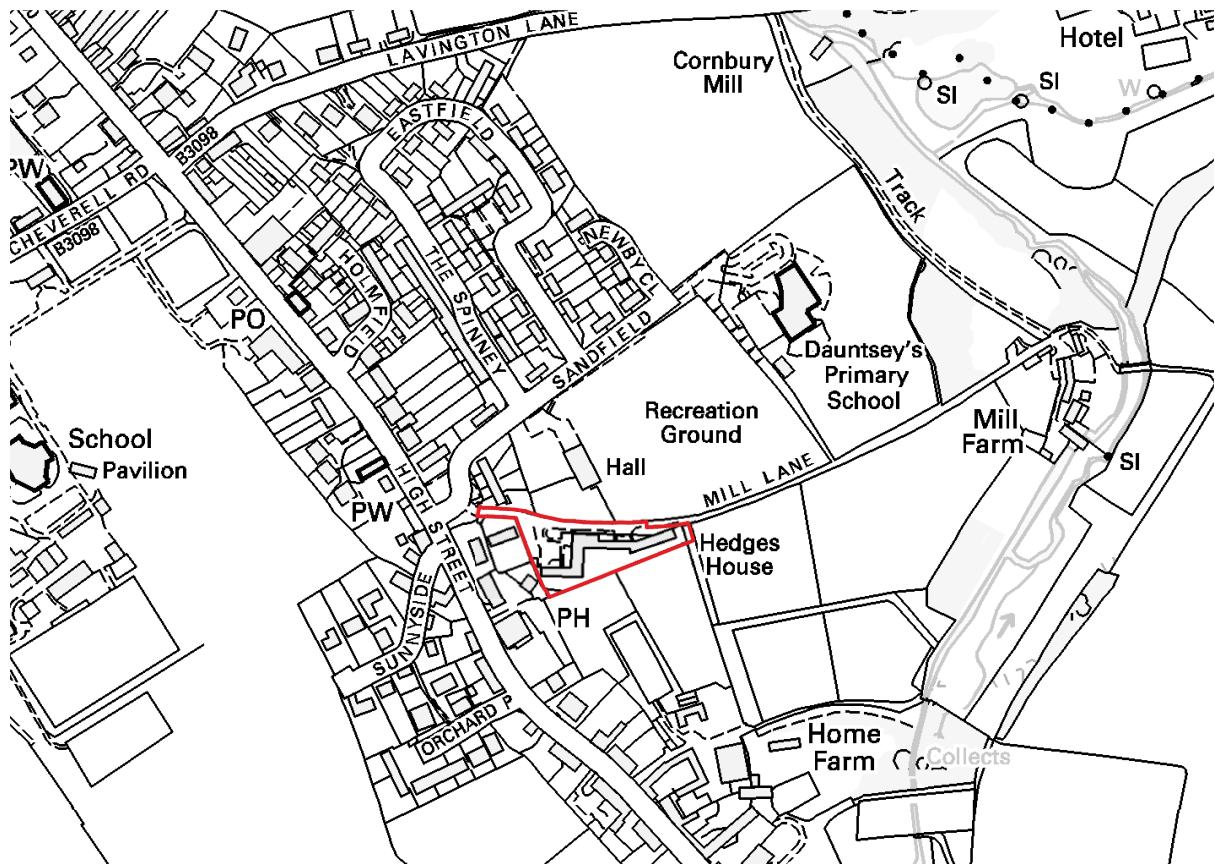 LAVINGTON LANE
Cornbury
Mill
Hotel
SI
SI
W
B3098
EASTFIELD
PW
CHEVERELL RD
B3098
Track
NEWBY CL
THE SPINNEY
HOLMFIELD
PO
SANDFIELD
Dauntsey's
Primary
School
Recreation
Ground
Mill
Farm
School
Pavilion
Hall
SI
HIGH STREET
MILL LANE
PW
Hedges
House
SUNNYSIDE
PH
ORCHARD P
Home
Farm
Collects